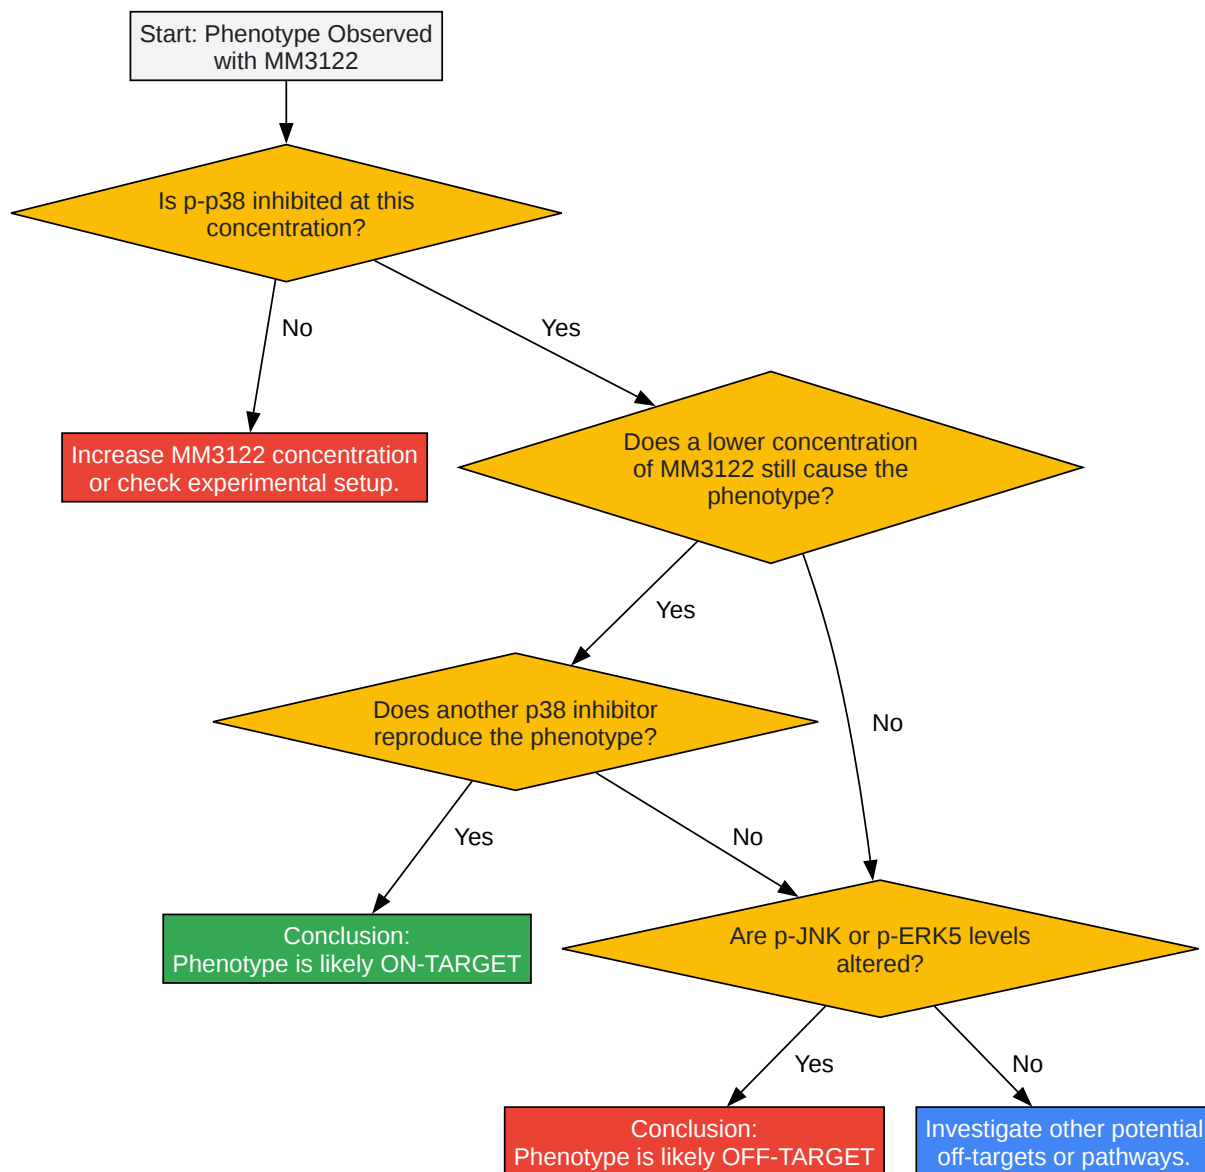 Start: Phenotype Observed
with MM3122
Is p-p38 inhibited at this
concentration?
No
Yes
Increase MM3122 concentration
or check experimental setup.
Does a lower concentration
of MM3122 still cause the
phenotype?
Yes
No
Does another p38 inhibitor
reproduce the phenotype?
Yes
No
Conclusion:
Phenotype is likely ON-TARGET
Are p-JNK or p-ERK5 levels
altered?
Yes
No
Conclusion:
Phenotype is likely OFF-TARGET
Investigate other potential
off-targets or pathways.